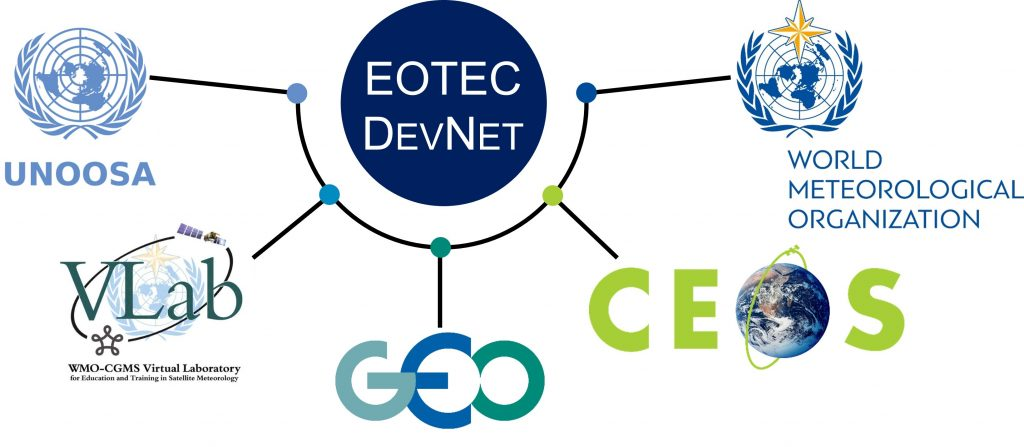 EOTEC
DEVNET
UNOOSA
WORLD
METEOROLOGICAL
ORGANIZATION
VLab
WMO-CGMS Virtual Laboratory
for Education and Training in Satellite Meteorology
GEO
CEOS